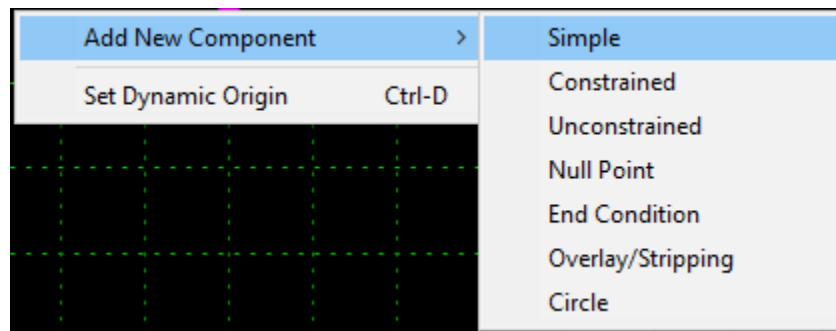 Add New Component >
Set Dynamic Origin Ctrl-D
Simple
Constrained
Unconstrained
Null Point
End Condition
Overlay/Stripping
Circle